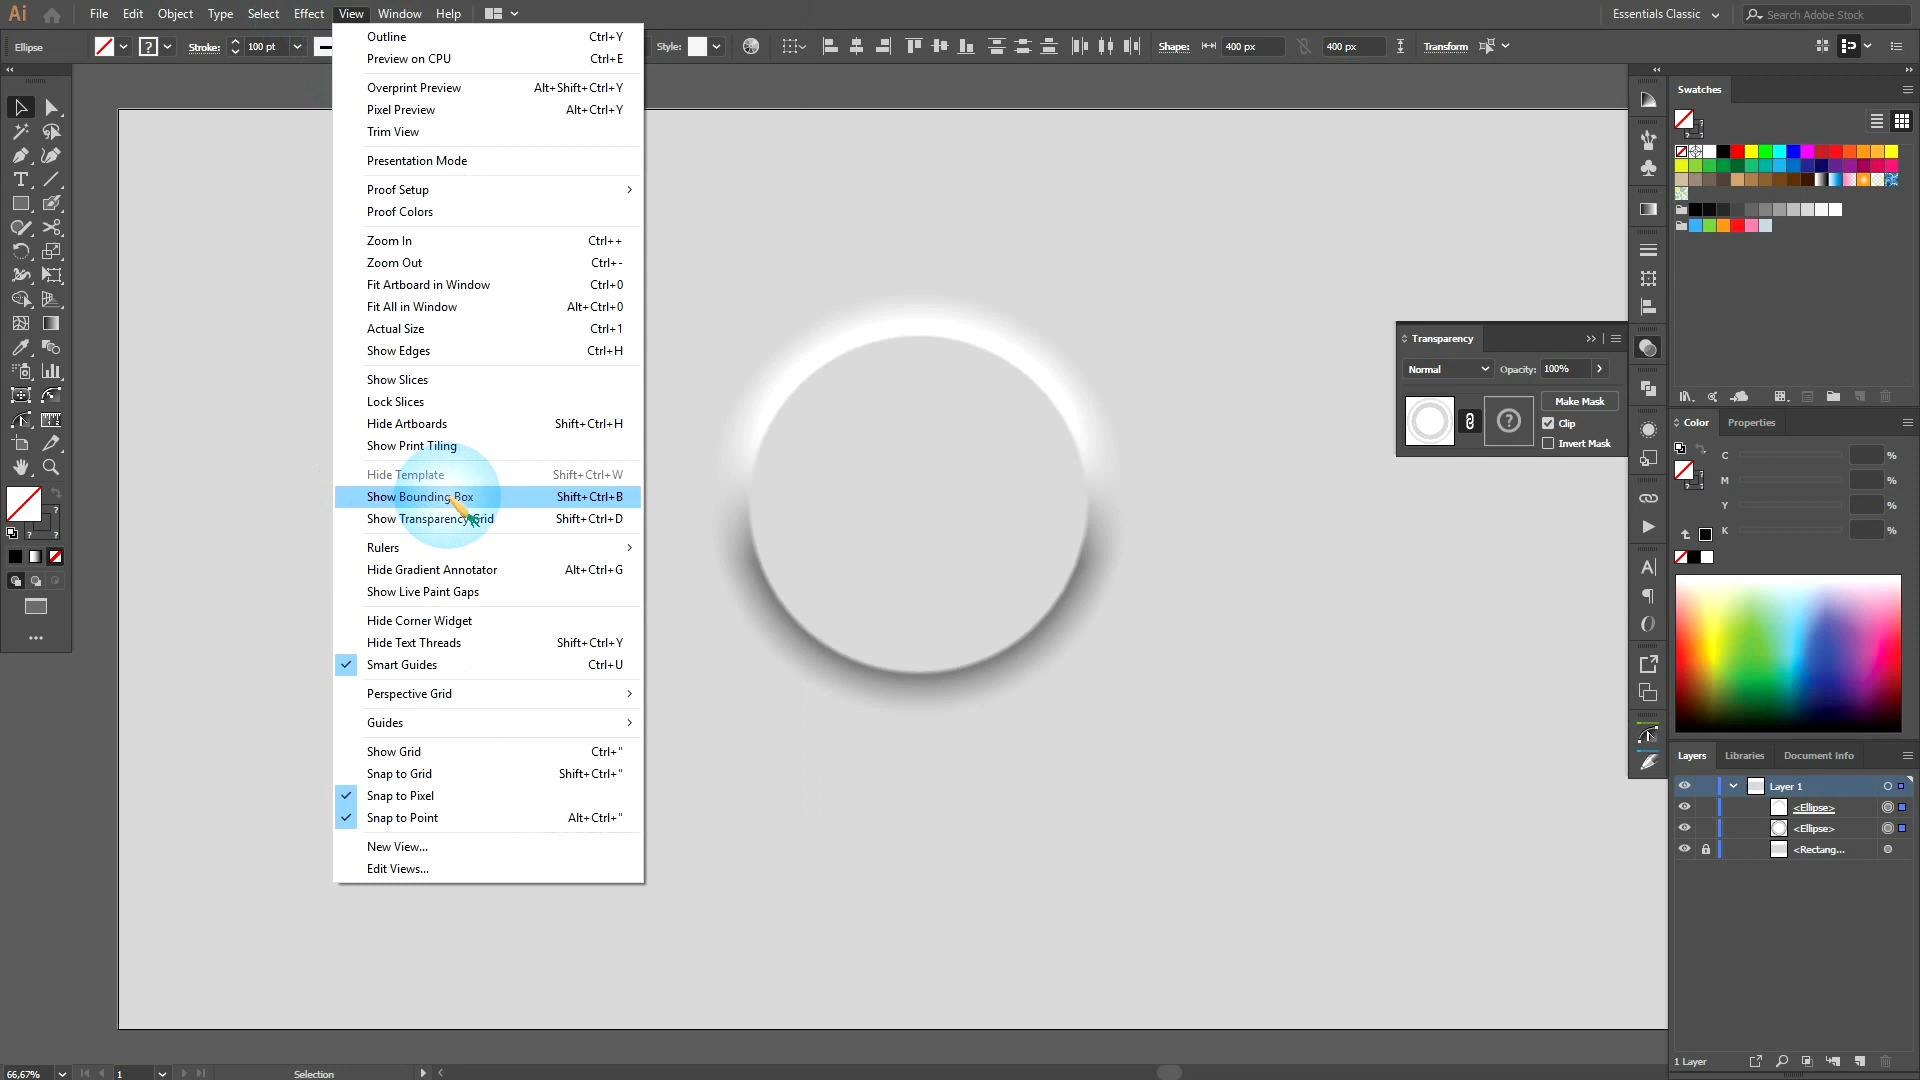 Ai File Edit Object Type Select Effect View Window Help
Essentials Classic
Search Adobe Stock
Ellipse
?
Stroke: 100 pt
Style:
Shape: 400 px 400 px
Transform
Outline Ctrl+Y
Preview on CPU Ctrl+E
Overprint Preview Alt+Shift+Ctrl+Y
Pixel Preview Alt+Ctrl+Y
Trim View
Presentation Mode
Proof Setup
Proof Colors
Zoom In Ctrl++
Zoom Out Ctrl+-
Fit Artboard in Window Ctrl+0
Fit All in Window Alt+Ctrl+0
Actual Size Ctrl+1
Show Edges Ctrl+H
Show Slices
Lock Slices
Hide Artboards Shift+Ctrl+H
Show Print Tiling
Hide Template Shift+Ctrl+W
Show Bounding Box Shift+Ctrl+B
Show Transparency Grid Shift+Ctrl+D
Rulers
Hide Gradient Annotator Alt+Ctrl+G
Show Live Paint Gaps
Hide Corner Widget
Hide Text Threads Shift+Ctrl+Y
Smart Guides Ctrl+U
Perspective Grid
Guides
Show Grid Ctrl+"
Snap to Grid Shift+Ctrl+"
Snap to Pixel
Snap to Point Alt+Ctrl+"
New View...
Edit Views...
Transparency
Normal Opacity: 100%
Make Mask
Clip
Invert Mask
Swatches
Color Properties
C %
M %
Y %
K %
Layers Libraries Document Info
Layer 1
<Ellipse>
<Ellipse>
<Rectang...
1 Layer
66,67% 1 Selection